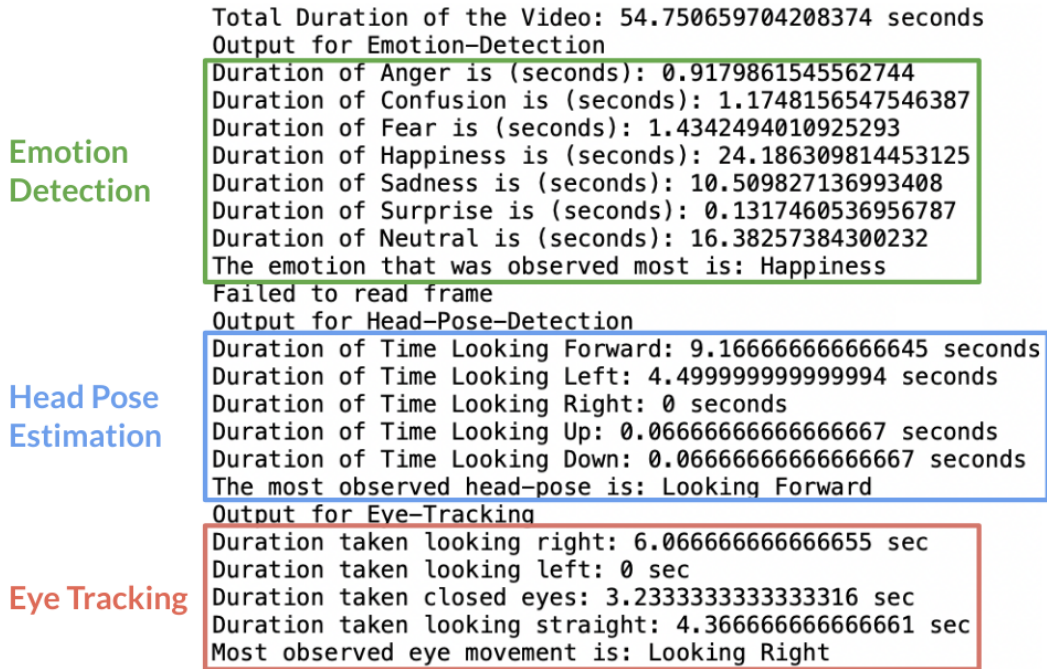 Total Duration of the Video: 54.750659704208374 seconds
Output for Emotion-Detection
Emotion
Detection
Duration of Anger is (seconds): 0.9179861545562744
Duration of Confusion is (seconds): 1.1748156547546387
Duration of Fear is (seconds): 1.4342494010925293
Duration of Happiness is (seconds): 24.186309814453125
Duration of Sadness is (seconds): 10.509827136993408
Duration of Surprise is (seconds): 0.1317460536956787
Duration of Neutral is (seconds): 16.38257384300232
The emotion that was observed most is: Happiness
Failed to read frame
Output for Head-Pose-Detection
Head Pose
Estimation
Duration of Time Looking Forward: 9.166666666666645 seconds
Duration of Time Looking Left: 4.499999999999994 seconds
Duration of Time Looking Right: 0 seconds
Duration of Time Looking Up: 0.06666666666666667 seconds
Duration of Time Looking Down: 0.06666666666666667 seconds
The most observed head-pose is: Looking Forward
Output for Eye-Tracking
Eye Tracking
Duration taken looking right: 6.066666666666655 sec
Duration taken looking left: 0 sec
Duration taken closed eyes: 3.2333333333333316 sec
Duration taken looking straight: 4.366666666666661 sec
Most observed eye movement is: Looking Right